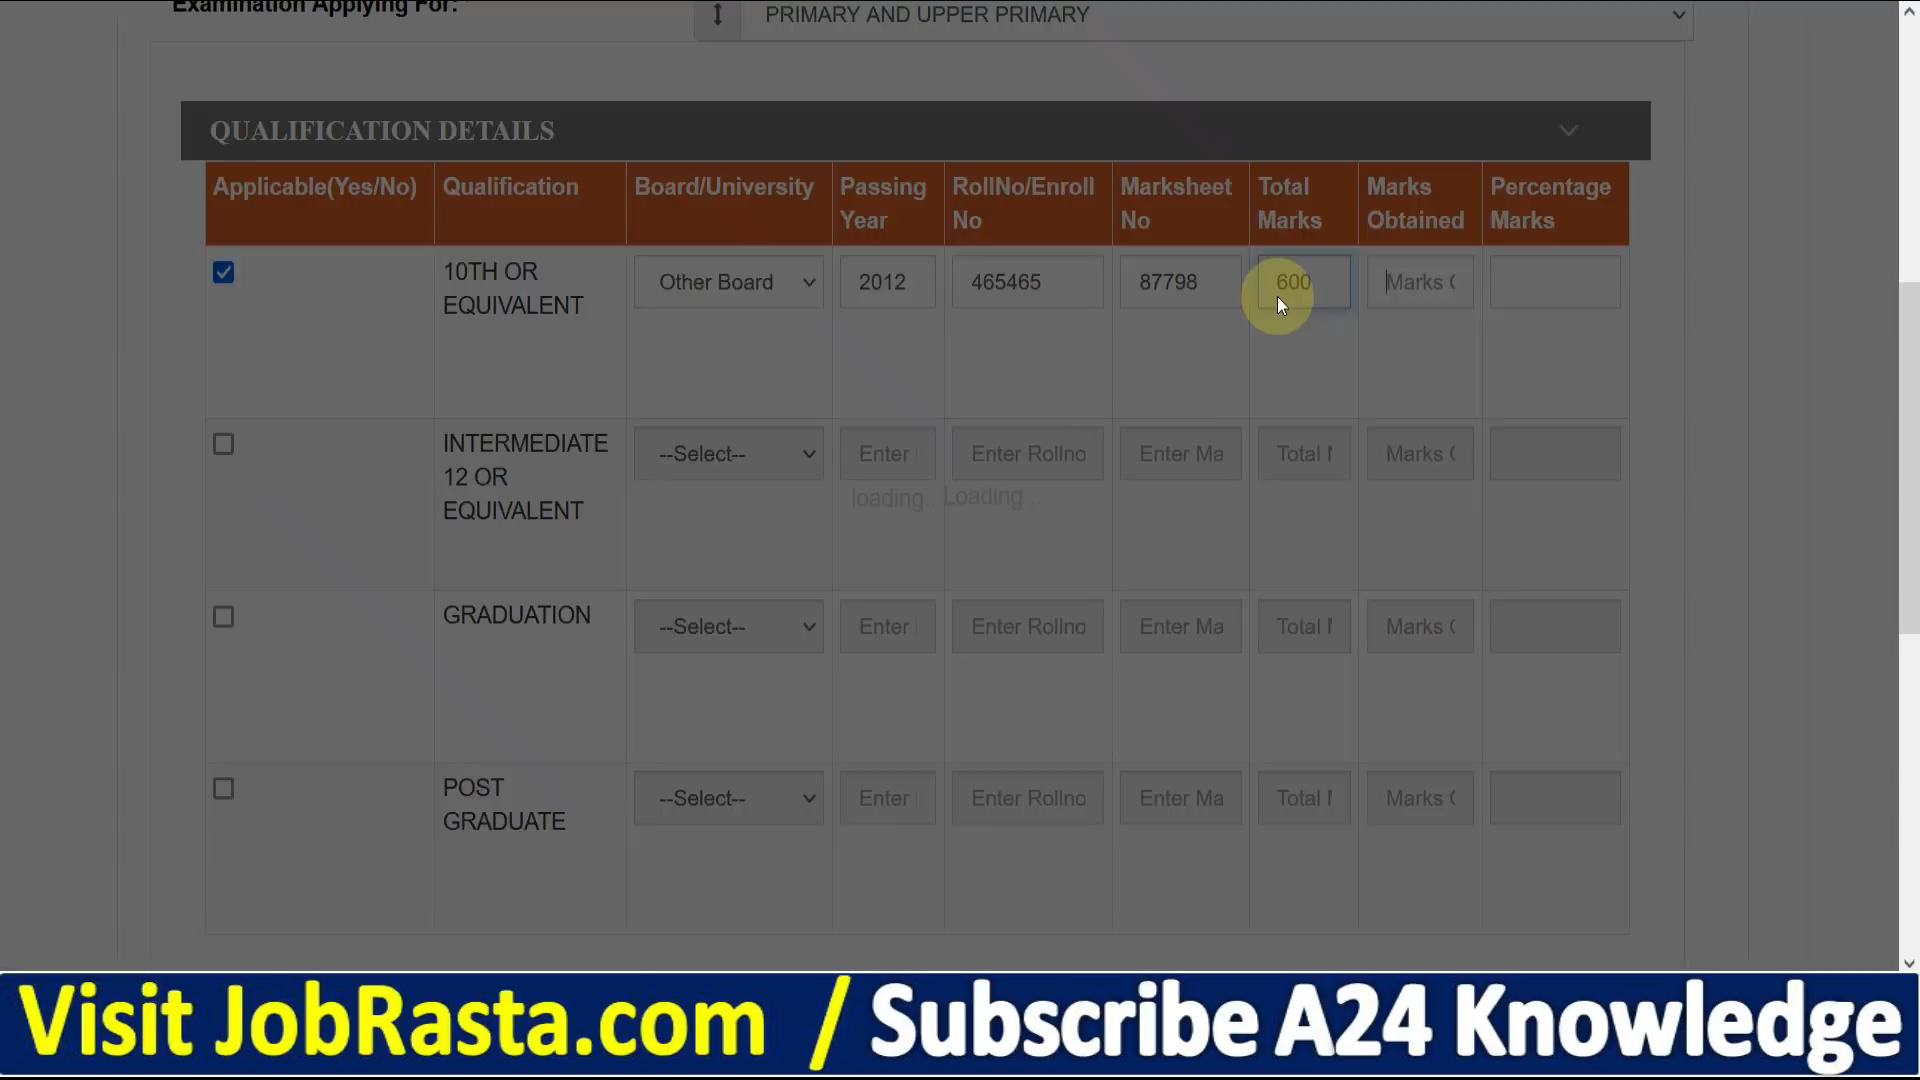 Examination Applying For:
PRIMARY AND UPPER PRIMARY
QUALIFICATION DETAILS
Applicable(Yes/No) Qualification Board/University Passing Year RollNo/Enroll No Marksheet No Total Marks Marks Obtained Percentage Marks
10TH OR EQUIVALENT Other Board 2012 465465 87798 600 Marks
INTERMEDIATE 12 OR EQUIVALENT --Select-- Enter Enter Rollno Enter Ma Total Marks
loading.. Loading ..
GRADUATION --Select-- Enter Enter Rollno Enter Ma Total Marks
POST GRADUATE --Select-- Enter Enter Rollno Enter Ma Total Marks
Visit JobRasta.com / Subscribe A24 Knowledge